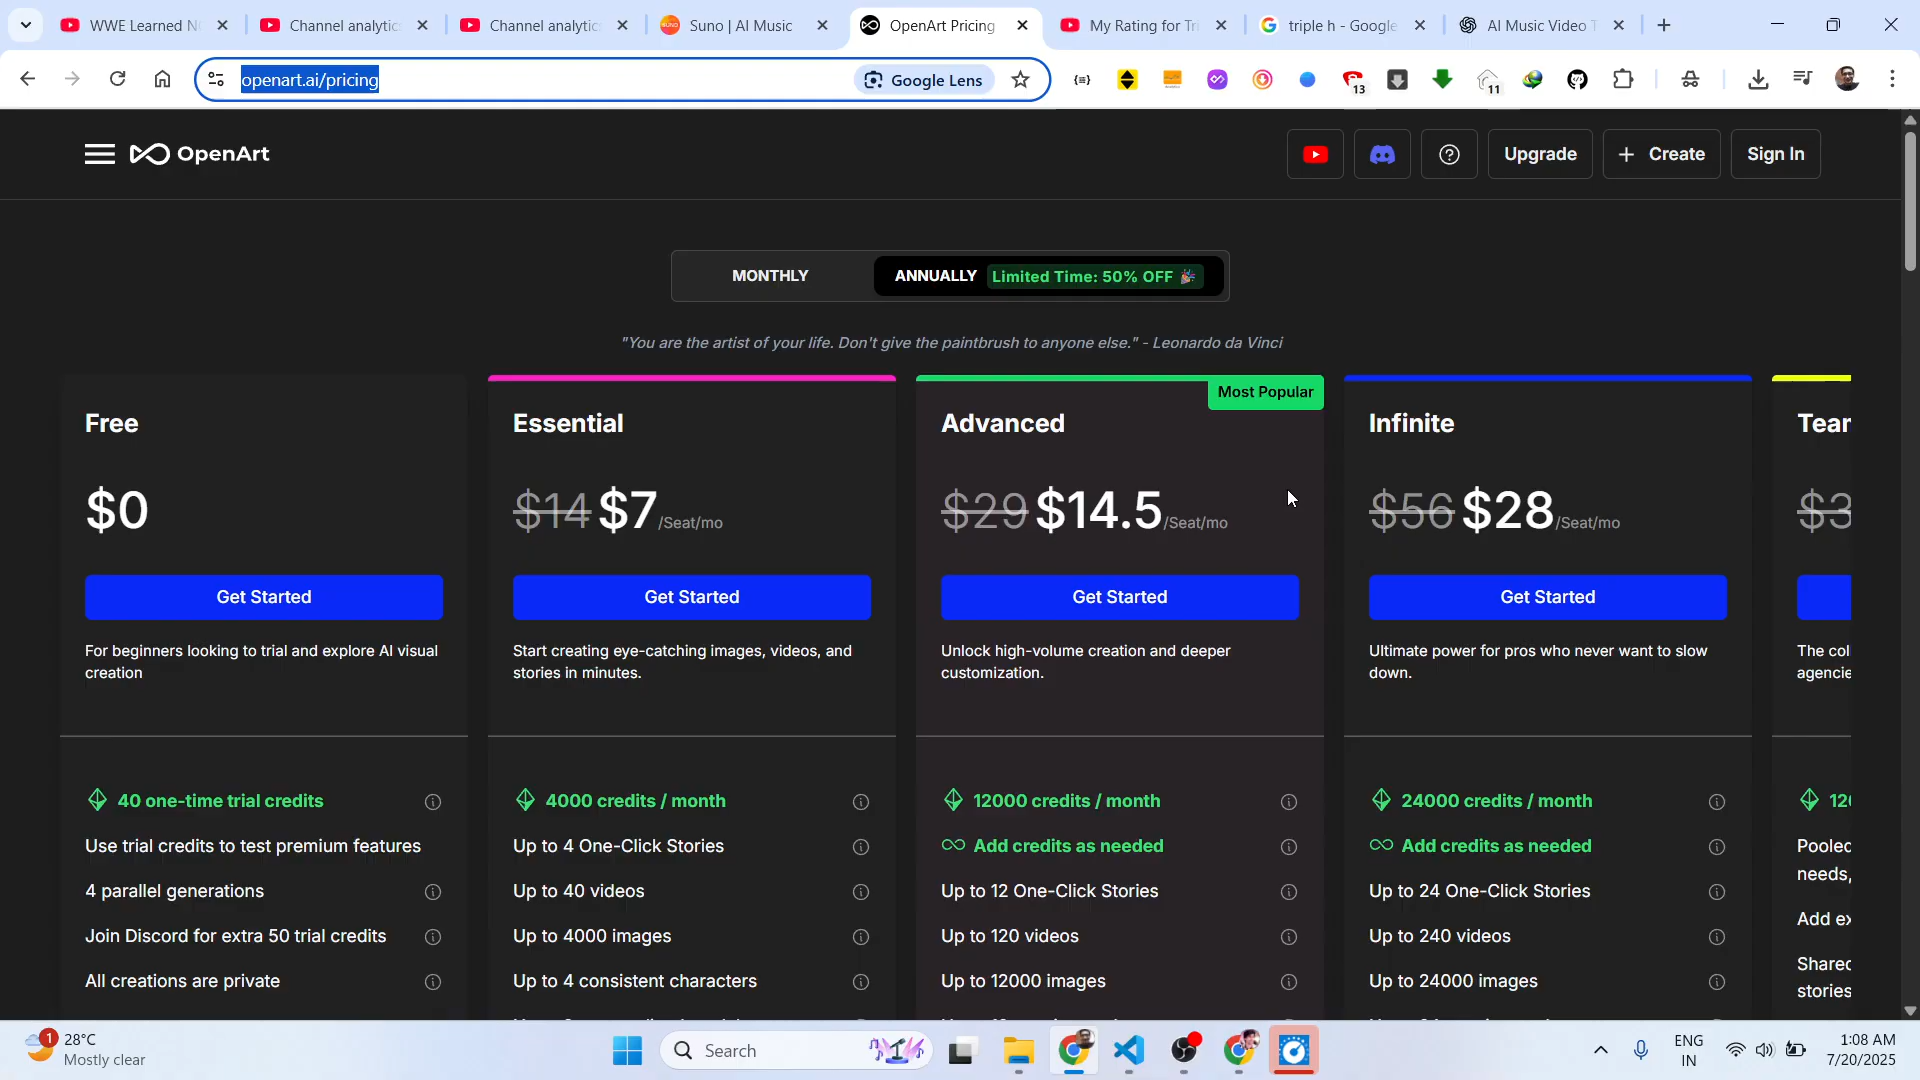 WWE Learned N
Channel analytic
Channel analytic
Suno | AI Music
OpenArt Pricing
My Rating for Tri
triple h - Google
AI Music Video T
openart.ai/pricing
Google Lens
13
11
OpenArt
Upgrade
+ Create
Sign In
MONTHLY
ANNUALLY Limited Time: 50% OFF 🎉
"You are the artist of your life. Don't give the paintbrush to anyone else." - Leonardo da Vinci
Free
$0
Get Started
For beginners looking to trial and explore AI visual
creation
40 one-time trial credits
Use trial credits to test premium features
4 parallel generations
Join Discord for extra 50 trial credits
All creations are private
Essential
$14 $7 /Seat/mo
Get Started
Start creating eye-catching images, videos, and
stories in minutes.
4000 credits / month
Up to 4 One-Click Stories
Up to 40 videos
Up to 4000 images
Up to 4 consistent characters
Most Popular
Advanced
$29 $14.5 /Seat/mo
Get Started
Unlock high-volume creation and deeper
customization.
12000 credits / month
Add credits as needed
Up to 12 One-Click Stories
Up to 120 videos
Up to 12000 images
Infinite
$56 $28 /Seat/mo
Get Started
Ultimate power for pros who never want to slow
down.
24000 credits / month
Add credits as needed
Up to 24 One-Click Stories
Up to 240 videos
Up to 24000 images
Tear
$3
The col
agencie
120
Pooled
needs,
Add ex
Shared
stories
1
28°C
Mostly clear
Search
ENG
IN
1:08 AM
7/20/2025